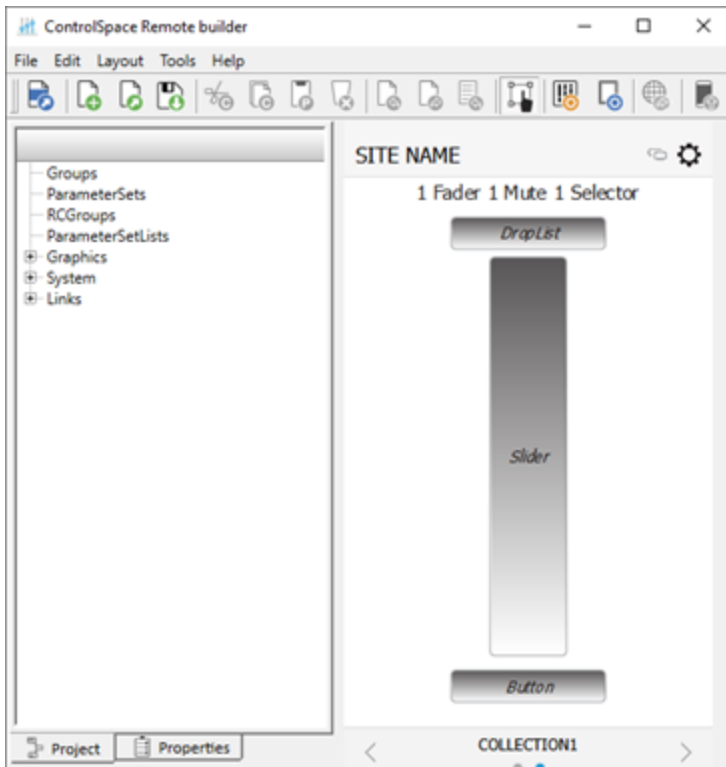 ControlSpace Remote builder
File Edit Layout Tools Help
Groups
ParameterSets
RCGroups
ParameterSetLists
Graphics
System
Links
Project
Properties
SITE NAME
1 Fader 1 Mute 1 Selector
DropList
Slider
Button
COLLECTION1